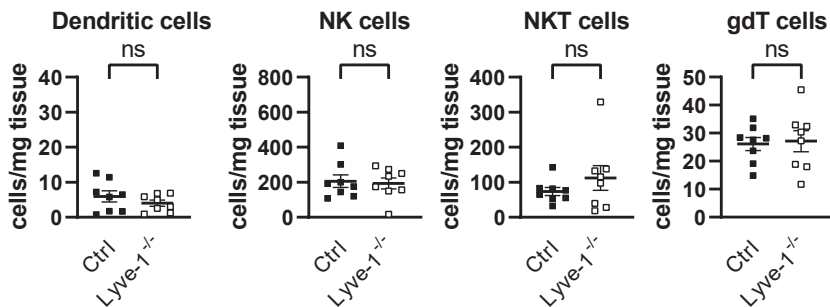 Dendritic cells
ns
cells/mg tissue
40
30
20
10
0
Ctrl
Lyve-1-/-
NK cells
ns
cells/mg tissue
800
600
400
200
0
Ctrl
Lyve-1-/-
NKT cells
ns
cells/mg tissue
400
300
200
100
0
Ctrl
Lyve-1-/-
gdT cells
ns
cells/mg tissue
50
40
30
20
10
0
Ctrl
Lyve-1-/-